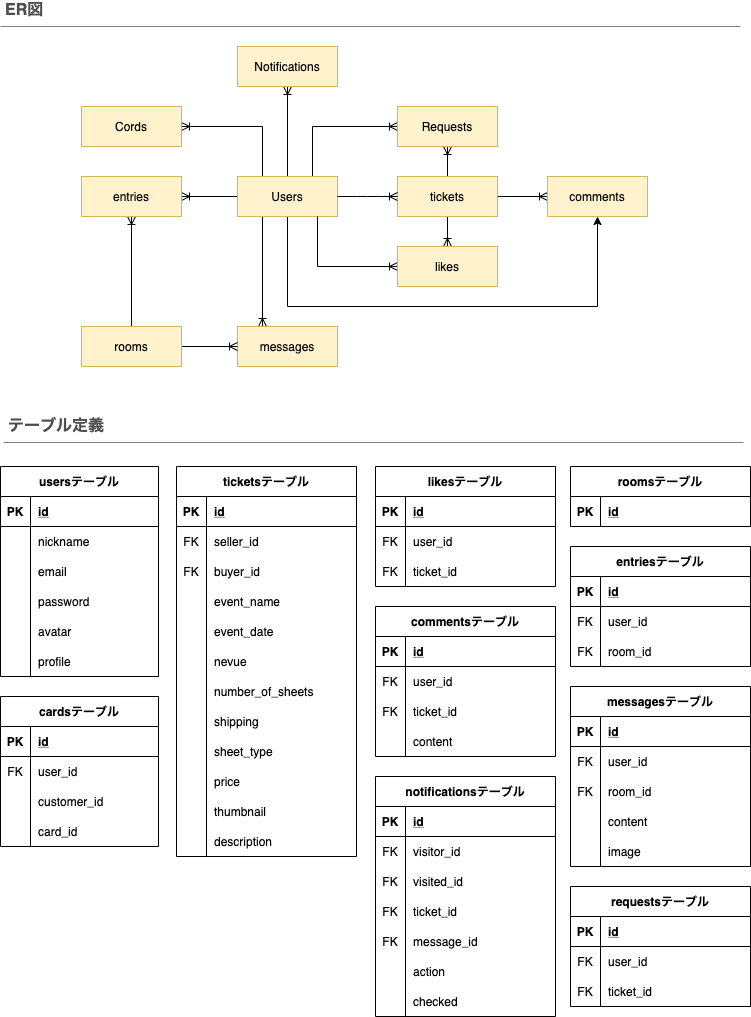 ER図
Notifications
Cords
Requests
entries
Users
tickets
comments
likes
rooms
messages
テーブル定義
usersテーブル
PK id
nickname
email
password
avatar
profile
cardsテーブル
PK id
FK user_id
customer_id
card_id
ticketsテーブル
PK id
FK seller_id
FK buyer_id
event_name
event_date
nevue
number_of_sheets
shipping
sheet_type
price
thumbnail
description
likesテーブル
PK id
FK user_id
FK ticket_id
commentsテーブル
PK id
FK user_id
FK ticket_id
content
notificationsテーブル
PK id
FK visitor_id
FK visited_id
FK ticket_id
FK message_id
action
checked
roomsテーブル
PK id
entriesテーブル
PK id
FK user_id
FK room_id
messagesテーブル
PK id
FK user_id
FK room_id
content
image
requestsテーブル
PK id
FK user_id
FK ticket_id